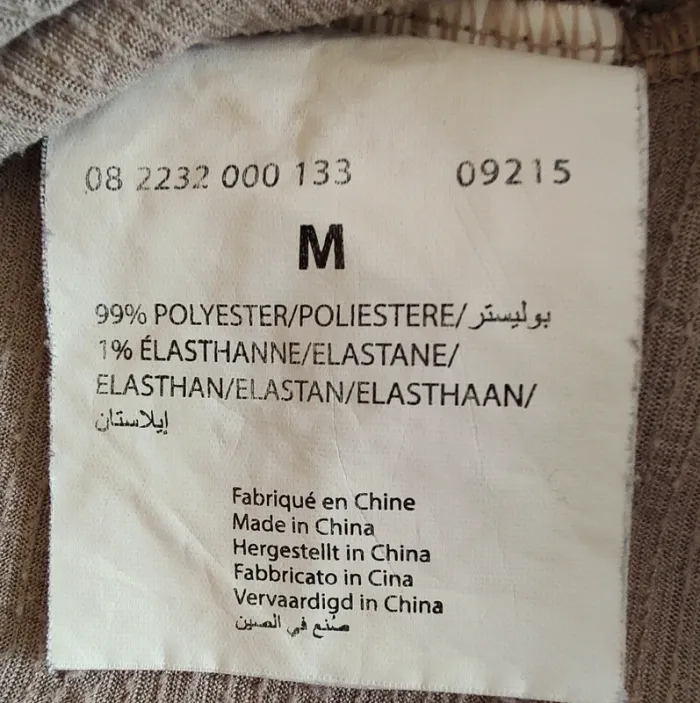 08 2232 000 133 09215
M
99% POLYESTER/POLIESTERE/بوليستر
1% ÉLASTHANNE/ELASTANE/
ELASTHAN/ELASTAN/ELASTHAAN/
إيلاستان
Fabriqué en Chine
Made in China
Hergestellt in China
Fabbricato in Cina
Vervaardigd in China
صُنع في الصين